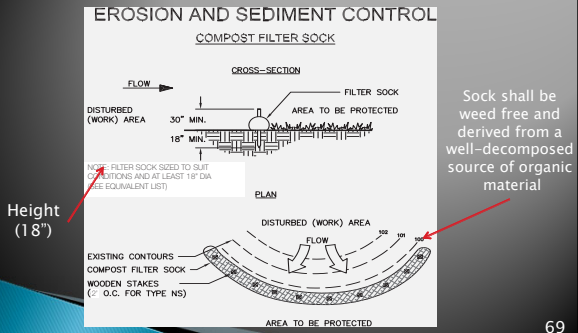 EROSION AND SEDIMENT CONTROL
COMPOST FILTER SOCK
CROSS-SECTION
FLOW
FILTER SOCK
DISTURBED
(WORK) AREA
30" MIN.
AREA TO BE PROTECTED
18" MIN.
NOTE: FILTER SOCK SIZED TO SUIT
CONDITIONS AND AT LEAST 18" DIA
(SEE EQUIVALENT LIST)
Height
(18")
Sock shall be
weed free and
derived from a
well-decomposed
source of organic
material
PLAN
DISTURBED (WORK) AREA
FLOW
102
101
100
EXISTING CONTOURS
COMPOST FILTER SOCK
WOODEN STAKES
(2' O.C. FOR TYPE NS)
AREA TO BE PROTECTED
69